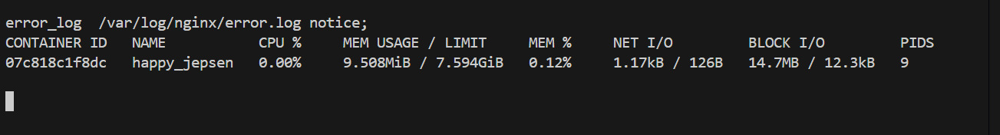 error_log  /var/log/nginx/error.log notice;
CONTAINER ID   NAME           CPU %     MEM USAGE / LIMIT     MEM %     NET I/O          BLOCK I/O         PIDS
07c818c1f8dc   happy_jepsen   0.00%     9.508MiB / 7.594GiB   0.12%     1.17kB / 126B   14.7MB / 12.3kB   9